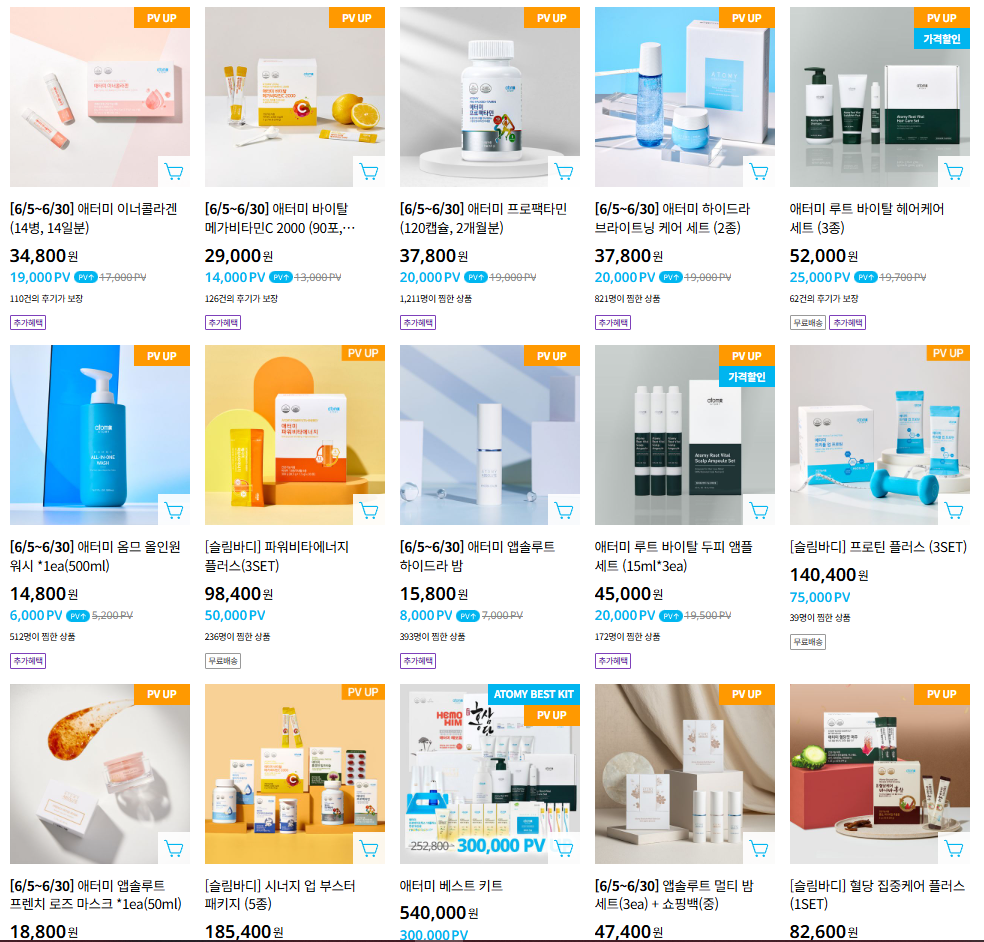 PV UP
PV UP
PV UP
PV UP
PV UP
가격할인
[6/5~6/30] 애터미 이너콜라겐
(14병, 14일분)
34,800원
19,000 PV PV↑ 17,000 PV
110건의 후기가 보장
추가혜택
[6/5~6/30] 애터미 바이탈
메가비타민C 2000 (90포,…
29,000원
14,000 PV PV↑ 13,000 PV
126건의 후기가 보장
추가혜택
[6/5~6/30] 애터미 프로팩타민
(120캡슐, 2개월분)
37,800원
20,000 PV PV↑ 19,000 PV
1,211명이 찜한 상품
추가혜택
[6/5~6/30] 애터미 하이드라
브라이트닝 케어 세트 (2종)
37,800원
20,000 PV PV↑ 19,000 PV
821명이 찜한 상품
추가혜택
애터미 루트 바이탈 헤어케어
세트 (3종)
52,000원
25,000 PV PV↑ 19,700 PV
62건의 후기가 보장
무료배송 추가혜택
PV UP
PV UP
PV UP
PV UP
가격할인
PV UP
ALL IN ONE
WASH
Atomy Root Vital
Scalp Ampoule Set
[6/5~6/30] 애터미 옴므 올인원
워시 *1ea(500ml)
14,800원
6,000 PV PV↑ 5,200 PV
512명이 찜한 상품
추가혜택
[슬림바디] 파워비타에너지
플러스(3SET)
98,400원
50,000 PV
236명이 찜한 상품
무료배송
[6/5~6/30] 애터미 앱솔루트
하이드라 밤
15,800원
8,000 PV PV↑ 7,000 PV
393명이 찜한 상품
추가혜택
애터미 루트 바이탈 두피 앰플
세트 (15ml*3ea)
45,000원
20,000 PV PV↑ 19,500 PV
172명이 찜한 상품
추가혜택
[슬림바디] 프로틴 플러스 (3SET)
140,400원
75,000 PV
39명이 찜한 상품
무료배송
PV UP
PV UP
ATOMY BEST KIT
PV UP
PV UP
PV UP
HEMO
HIM
홍삼
단
252,800 300,000 PV
[6/5~6/30] 애터미 앱솔루트
프렌치 로즈 마스크 *1ea(50ml)
18,800원
[슬림바디] 시너지 업 부스터
패키지 (5종)
185,400원
애터미 베스트 키트
540,000원
300,000 PV
[6/5~6/30] 앱솔루트 멀티 밤
세트(3ea) + 쇼핑백(중)
47,400원
[슬림바디] 혈당 집중케어 플러스
(1SET)
82,600원